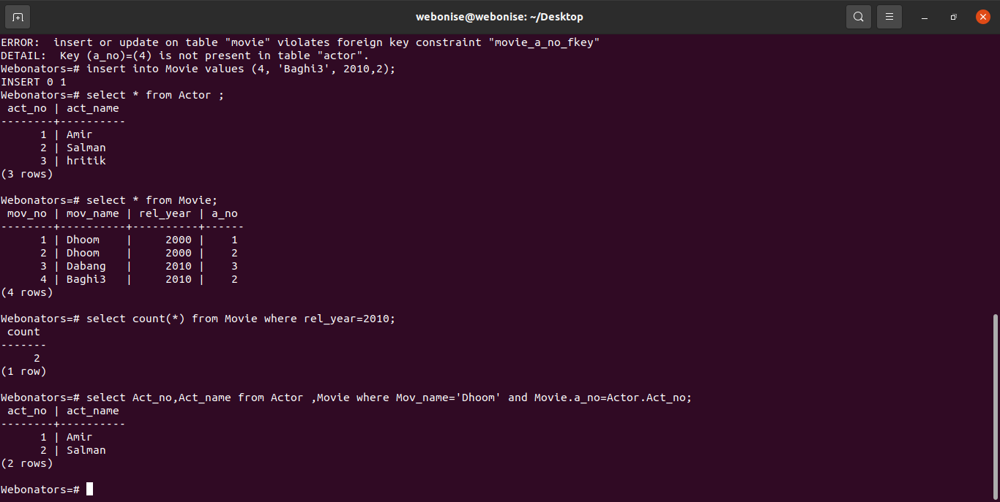 webonise@webonise: ~/Desktop
ERROR:  insert or update on table "movie" violates foreign key constraint "movie_a_no_fkey"
DETAIL:  Key (a_no)=(4) is not present in table "actor".
Webonators=# insert into Movie values (4, 'Baghi3', 2010,2);
INSERT 0 1
Webonators=# select * from Actor ;
 act_no | act_name
--------+----------
      1 | Amir
      2 | Salman
      3 | hritik
(3 rows)

Webonators=# select * from Movie;
 mov_no | mov_name | rel_year | a_no
--------+----------+----------+------
      1 | Dhoom    |     2000 |    1
      2 | Dhoom    |     2000 |    2
      3 | Dabang   |     2010 |    3
      4 | Baghi3   |     2010 |    2
(4 rows)

Webonators=# select count(*) from Movie where rel_year=2010;
 count
-------
     2
(1 row)

Webonators=# select Act_no,Act_name from Actor ,Movie where Mov_name='Dhoom' and Movie.a_no=Actor.Act_no;
 act_no | act_name
--------+----------
      1 | Amir
      2 | Salman
(2 rows)

Webonators=#